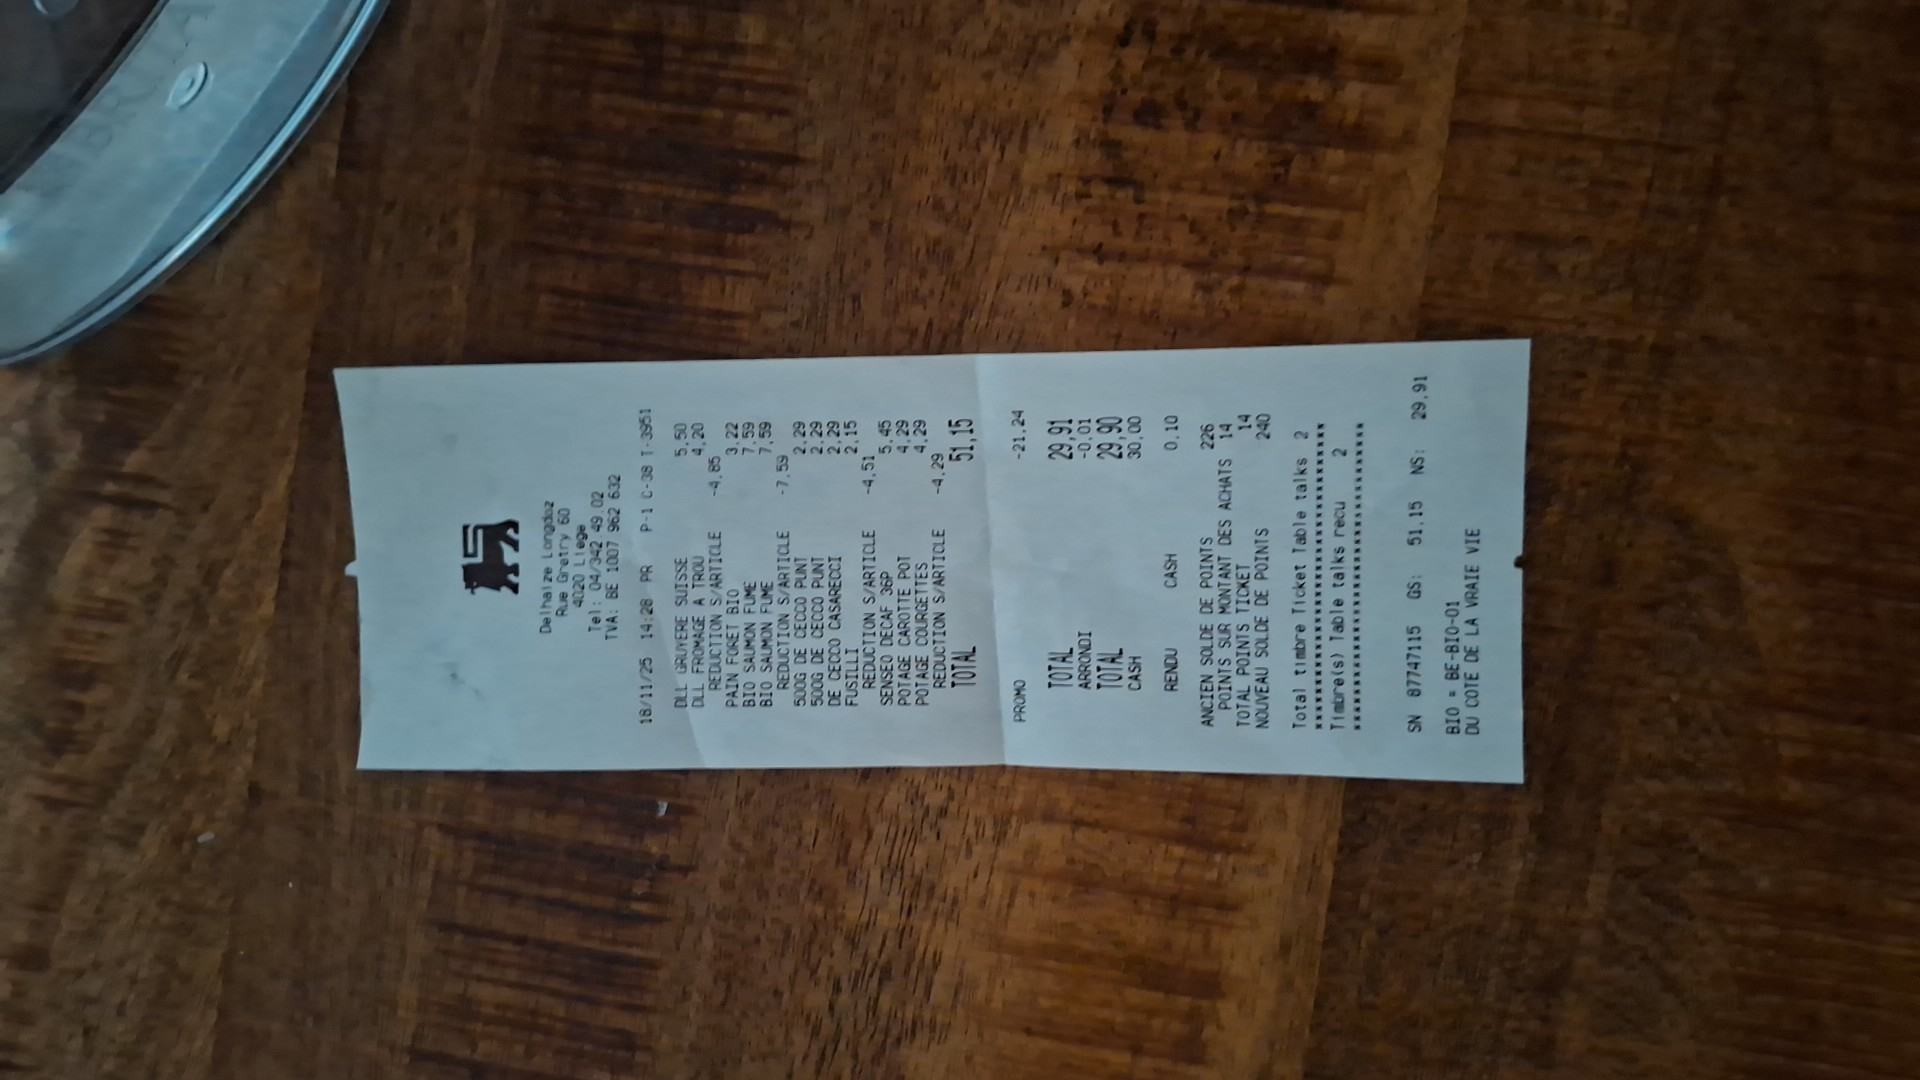 Delhaize Longdoz
Rue Gretry 60
4020 Liege
Tel: 04/342 49 02
TVA: BE 1007 962 632
18/11/25 14:28 PR P-1 C-38 T-3951
DLL GRUYERE SUISSE 5,50
DLL FROMAGE A TROU 4,20
REDUCTION S/ARTICLE -4,85
PAIN FORET BIO 3,22
BIO SAUMON FUME 7,59
BIO SAUMON FUME 7,59
REDUCTION S/ARTICLE -7,59
500G DE CECCO PUNT 2,29
500G DE CECCO PUNT 2,29
DE CECCO CASARECCI 2,29
FUSILLI 2,15
REDUCTION S/ARTICLE -4,51
SENSEO DECAF 36P 5,45
POTAGE CAROTTE POT 4,29
POTAGE COURGETTES 4,29
REDUCTION S/ARTICLE -4,29
TOTAL 51,15
PROMO -21,24
TOTAL 29,91
ARRONDI -0,01
TOTAL 29,90
CASH 30,00
RENDU CASH 0,10
ANCIEN SOLDE DE POINTS 226
POINTS SUR MONTANT DES ACHATS 14
TOTAL POINTS TICKET 14
NOUVEAU SOLDE DE POINTS 240
Total timbre Ticket Table talks 2
Timbre(s) Table talks recu 2
SN 87747115 GS: 51,15 NS: 29,91
BIO = BE-BIO-01
DU COTE DE LA VRAIE VIE